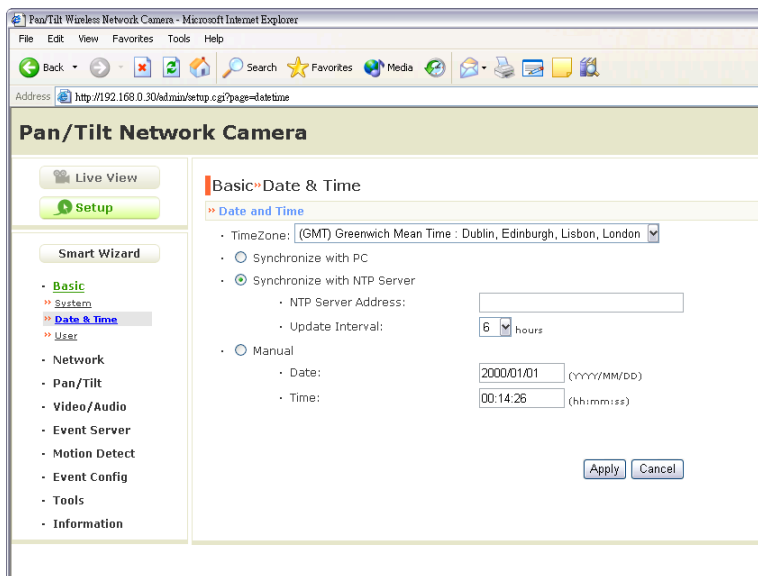 Pan/Tilt Wireless Network Camera - Microsoft Internet Explorer
File Edit View Favorites Tools Help
Back Search Favorites Media
Address http://192.168.0.30/admin/setup.cgi?page=datetime
Pan/Tilt Network Camera
Live View
Setup
Smart Wizard
· Basic
» System
» Date & Time
» User
· Network
· Pan/Tilt
· Video/Audio
· Event Server
· Motion Detect
· Event Config
· Tools
· Information
Basic»Date & Time
» Date and Time
· TimeZone: (GMT) Greenwich Mean Time : Dublin, Edinburgh, Lisbon, London
· Synchronize with PC
· Synchronize with NTP Server
· NTP Server Address:
· Update Interval: 6 hours
· Manual
· Date: 2000/01/01 (YYYY/MM/DD)
· Time: 00:14:26 (hh:mm:ss)
Apply Cancel